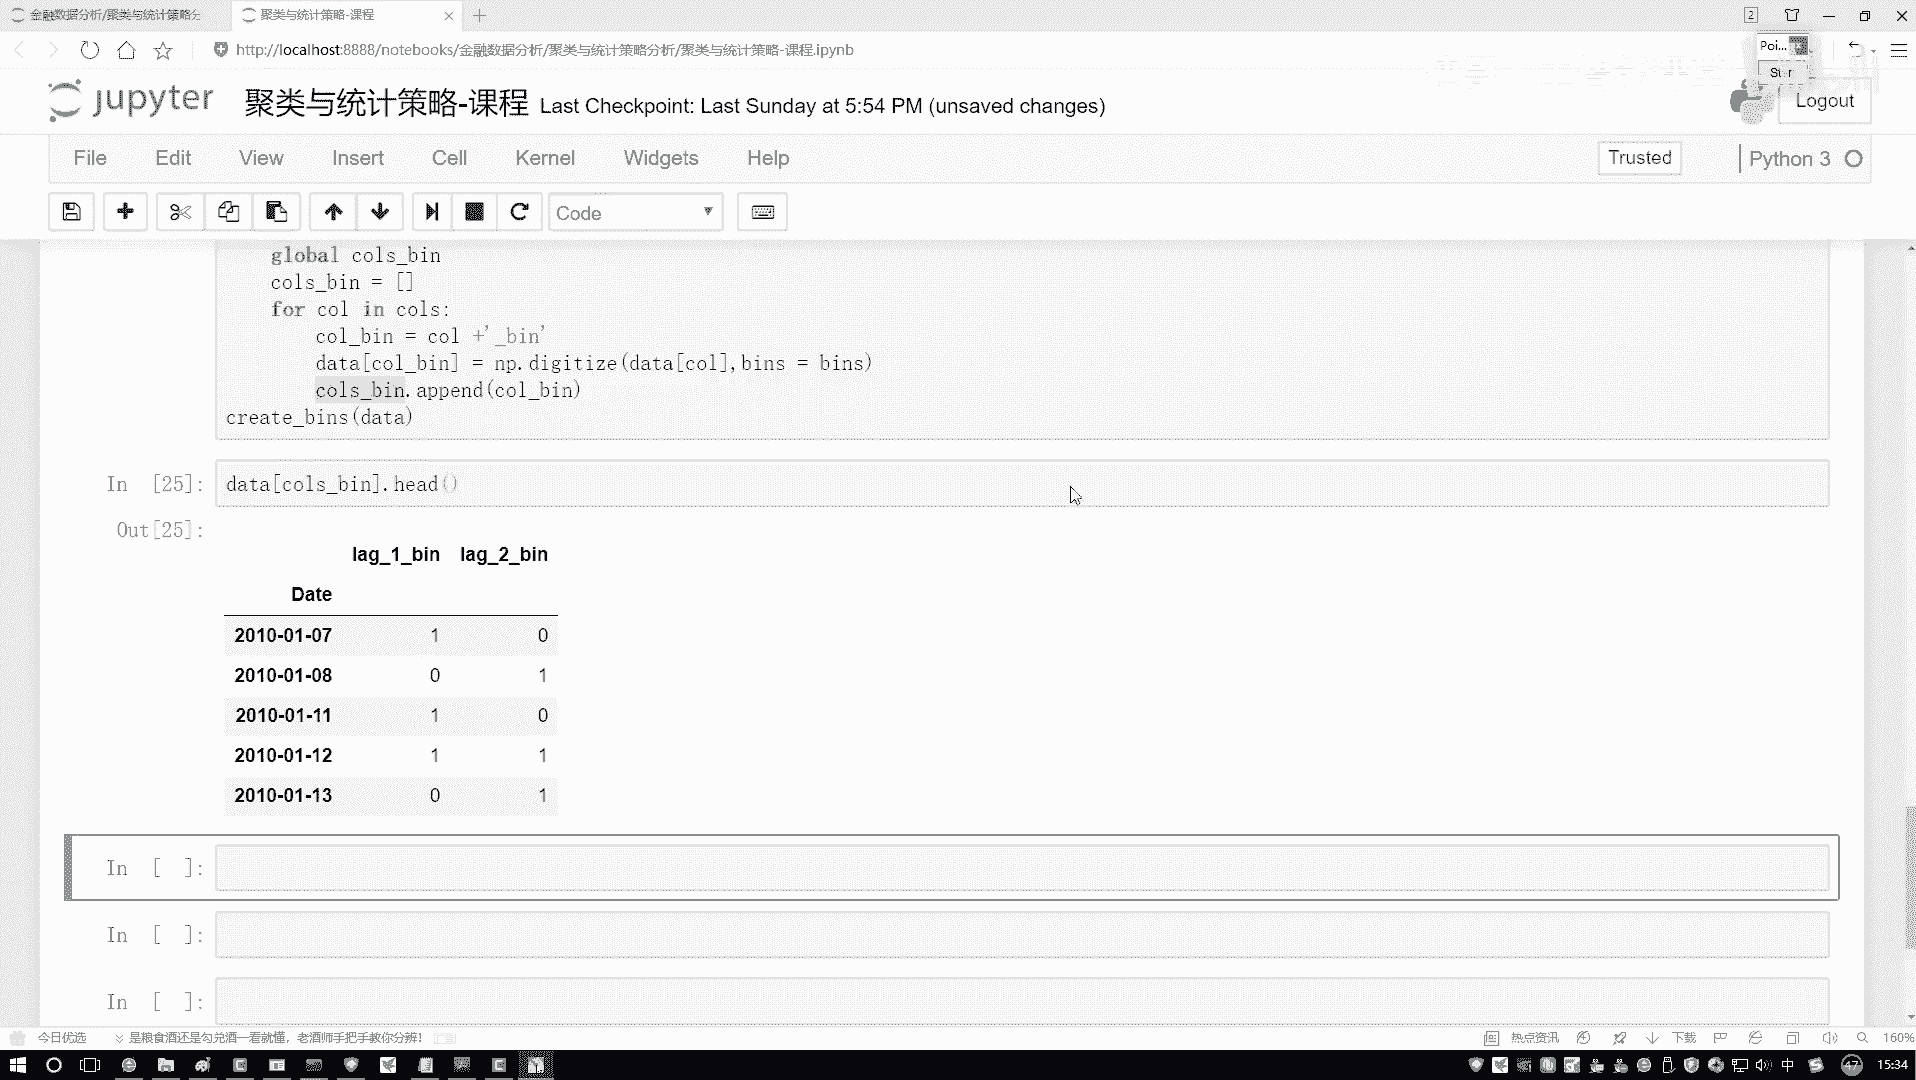 金融数据分析/聚类与统计策略分
聚类与统计策略-课程
2
http://localhost:8888/notebooks/金融数据分析/聚类与统计策略分析/聚类与统计策略-课程.ipynb
Poi...
jupyter
聚类与统计策略-课程 Last Checkpoint: Last Sunday at 5:54 PM (unsaved changes)
Logout
File Edit View Insert Cell Kernel Widgets Help
Trusted
Python 3
Code
global cols_bin
cols_bin = []
for col in cols:
col_bin = col +'_bin'
data[col_bin] = np.digitize(data[col],bins = bins)
cols_bin.append(col_bin)
create_bins(data)
In [25]: data[cols_bin].head()
Out[25]:
lag_1_bin lag_2_bin
Date
2010-01-07 1 0
2010-01-08 0 1
2010-01-11 1 0
2010-01-12 1 1
2010-01-13 0 1
In [ ]:
In [ ]:
In [ ]:
今日优选
是粮食酒还是勾兑酒一看就懂，老酒师手把手教你分辨！
热点资讯
下载
160%
中
47
15:34